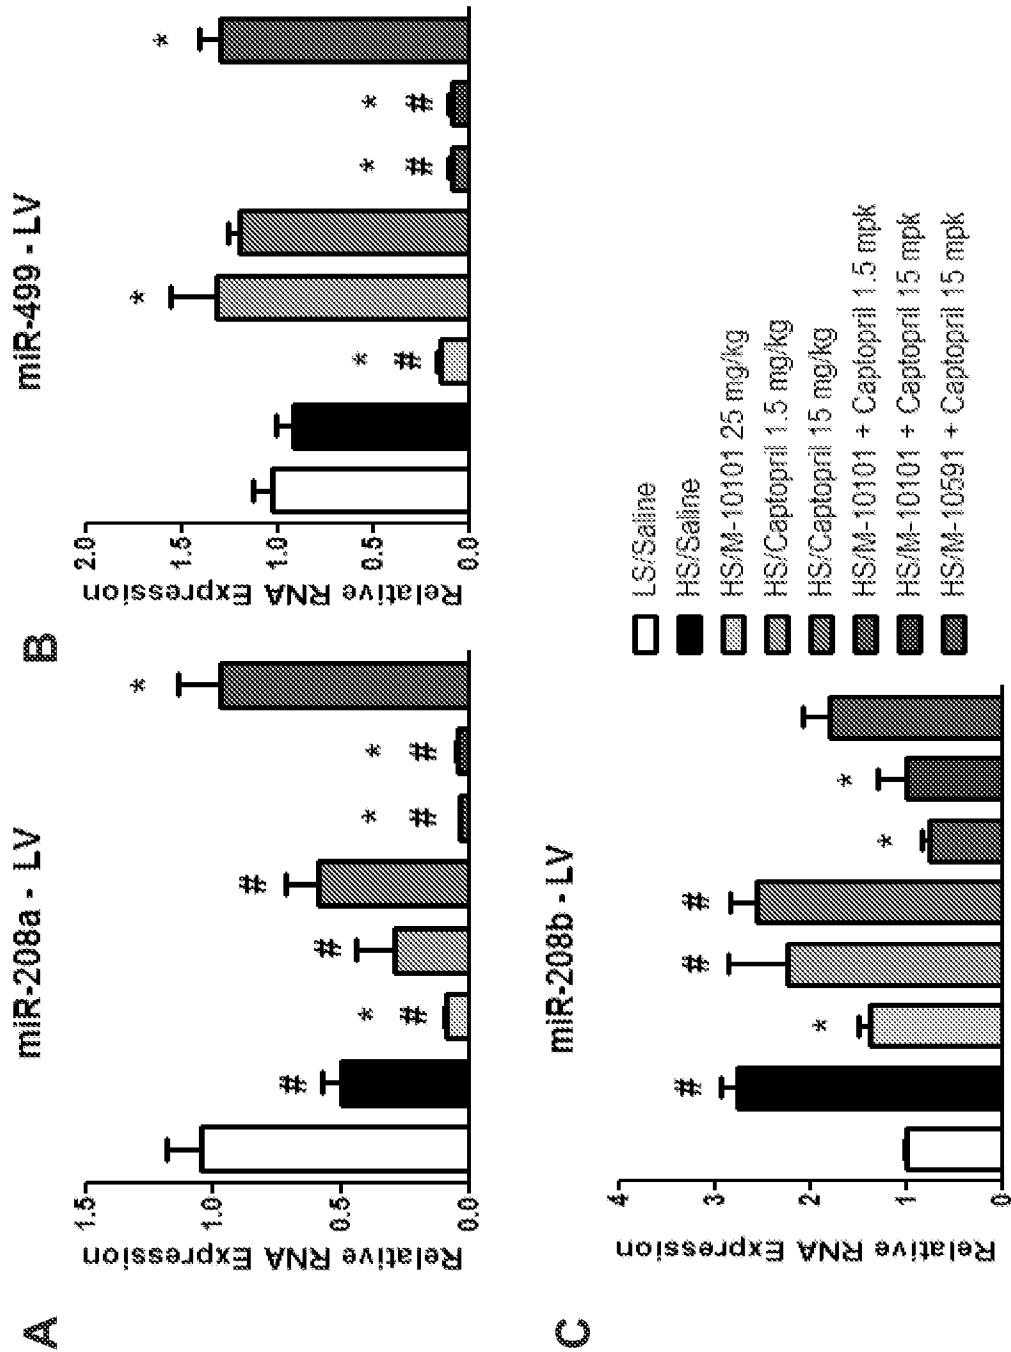 A
miR-208a - LV
Relative RNA Expression
1.5
1.0
0.5
0.0
#
* #
#
#
* #
* #
*
B
miR-499 - LV
Relative RNA Expression
2.0
1.5
1.0
0.5
0.0
* #
*
* #
* #
*
C
miR-208b - LV
Relative RNA Expression
4
3
2
1
0
#
*
#
#
*
*
LS/Saline
HS/Saline
HS/M-10101 25 mg/kg
HS/Captopril 1.5 mg/kg
HS/Captopril 15 mg/kg
HS/M-10101 + Captopril 1.5 mpk
HS/M-10101 + Captopril 15 mpk
HS/M-10591 + Captopril 15 mpk